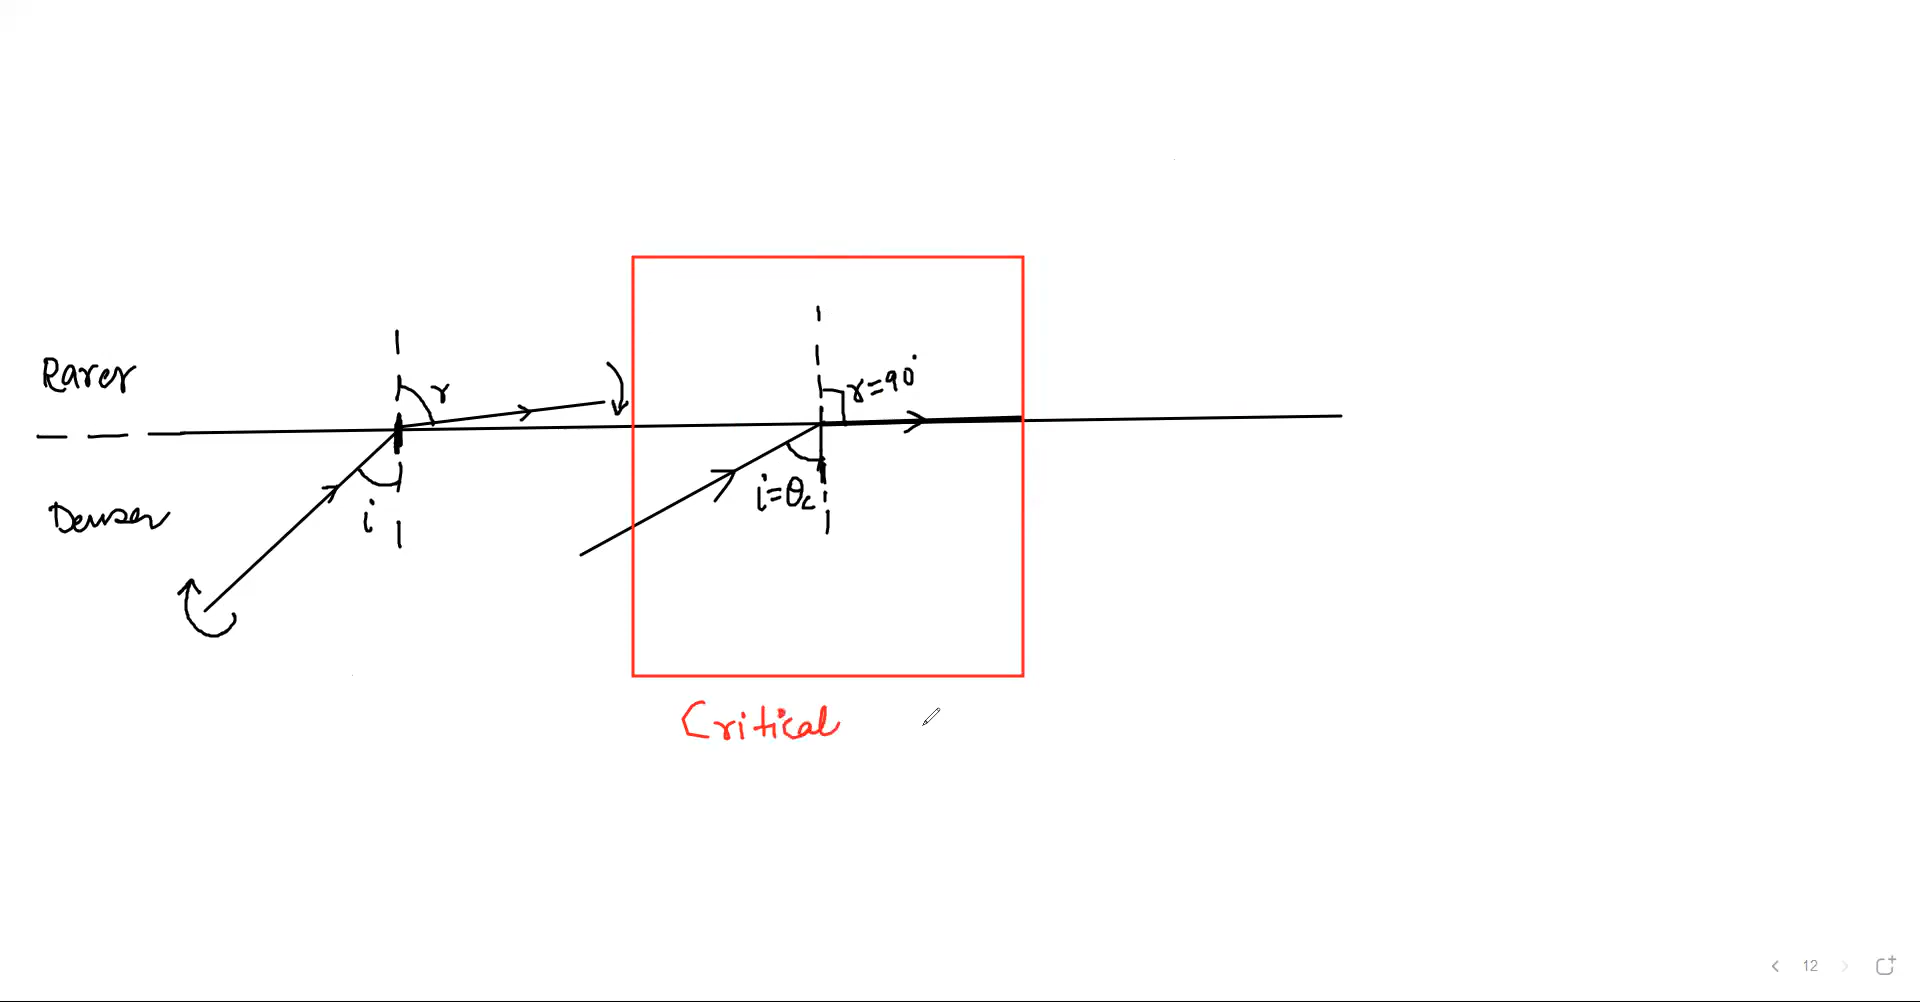 Rarer
r
r=90°
Denser
i
i=θc
Critical
12